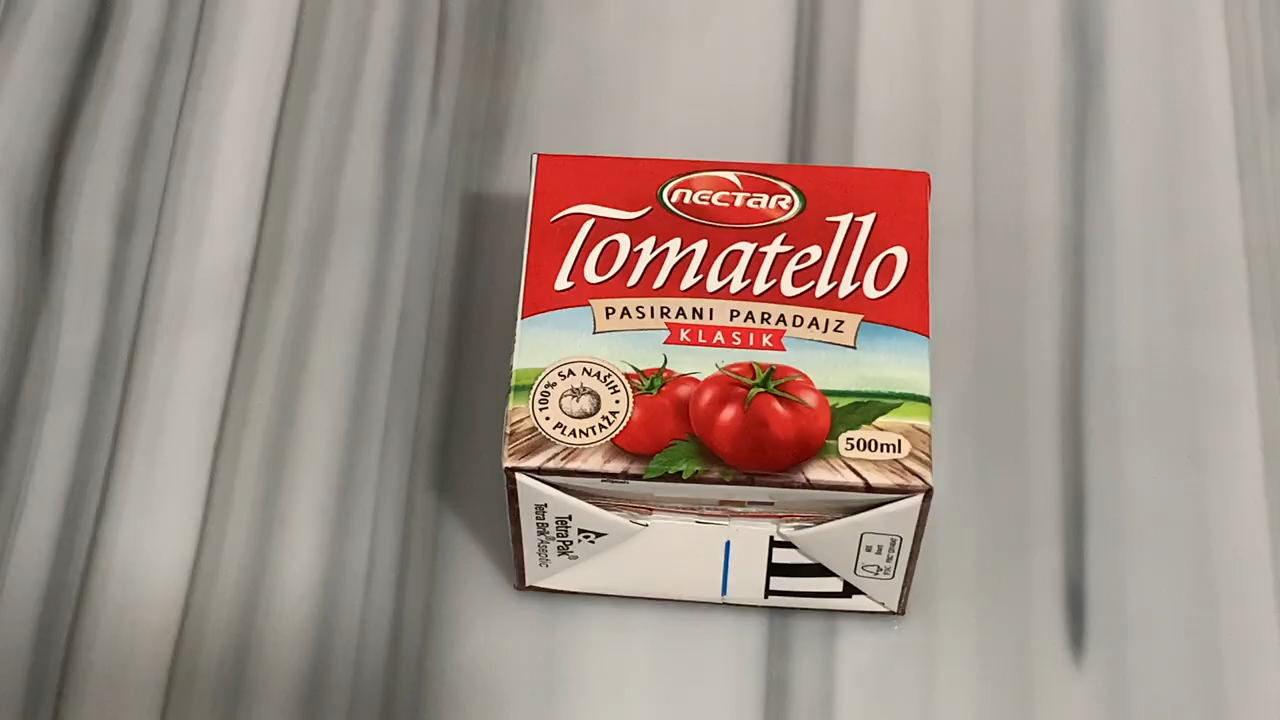 nectar
Tomatello
PASIRANI PARADAJZ
KLASIK
100% SA NAŠIH
PLANTAŽA
500ml
Tetra Pak®
Tetra Brik® Aseptic